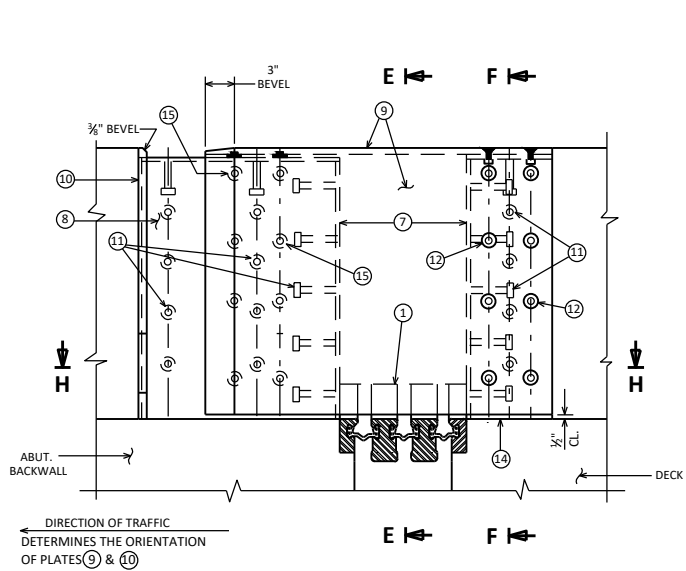 3"
BEVEL
E
F
15
9
⅜" BEVEL
10
8
7
11
11
12
15
12
1
H
H
½"
CL.
14
ABUT.
BACKWALL
DECK
DIRECTION OF TRAFFIC
DETERMINES THE ORIENTATION
OF PLATES 9 & 10
E
F